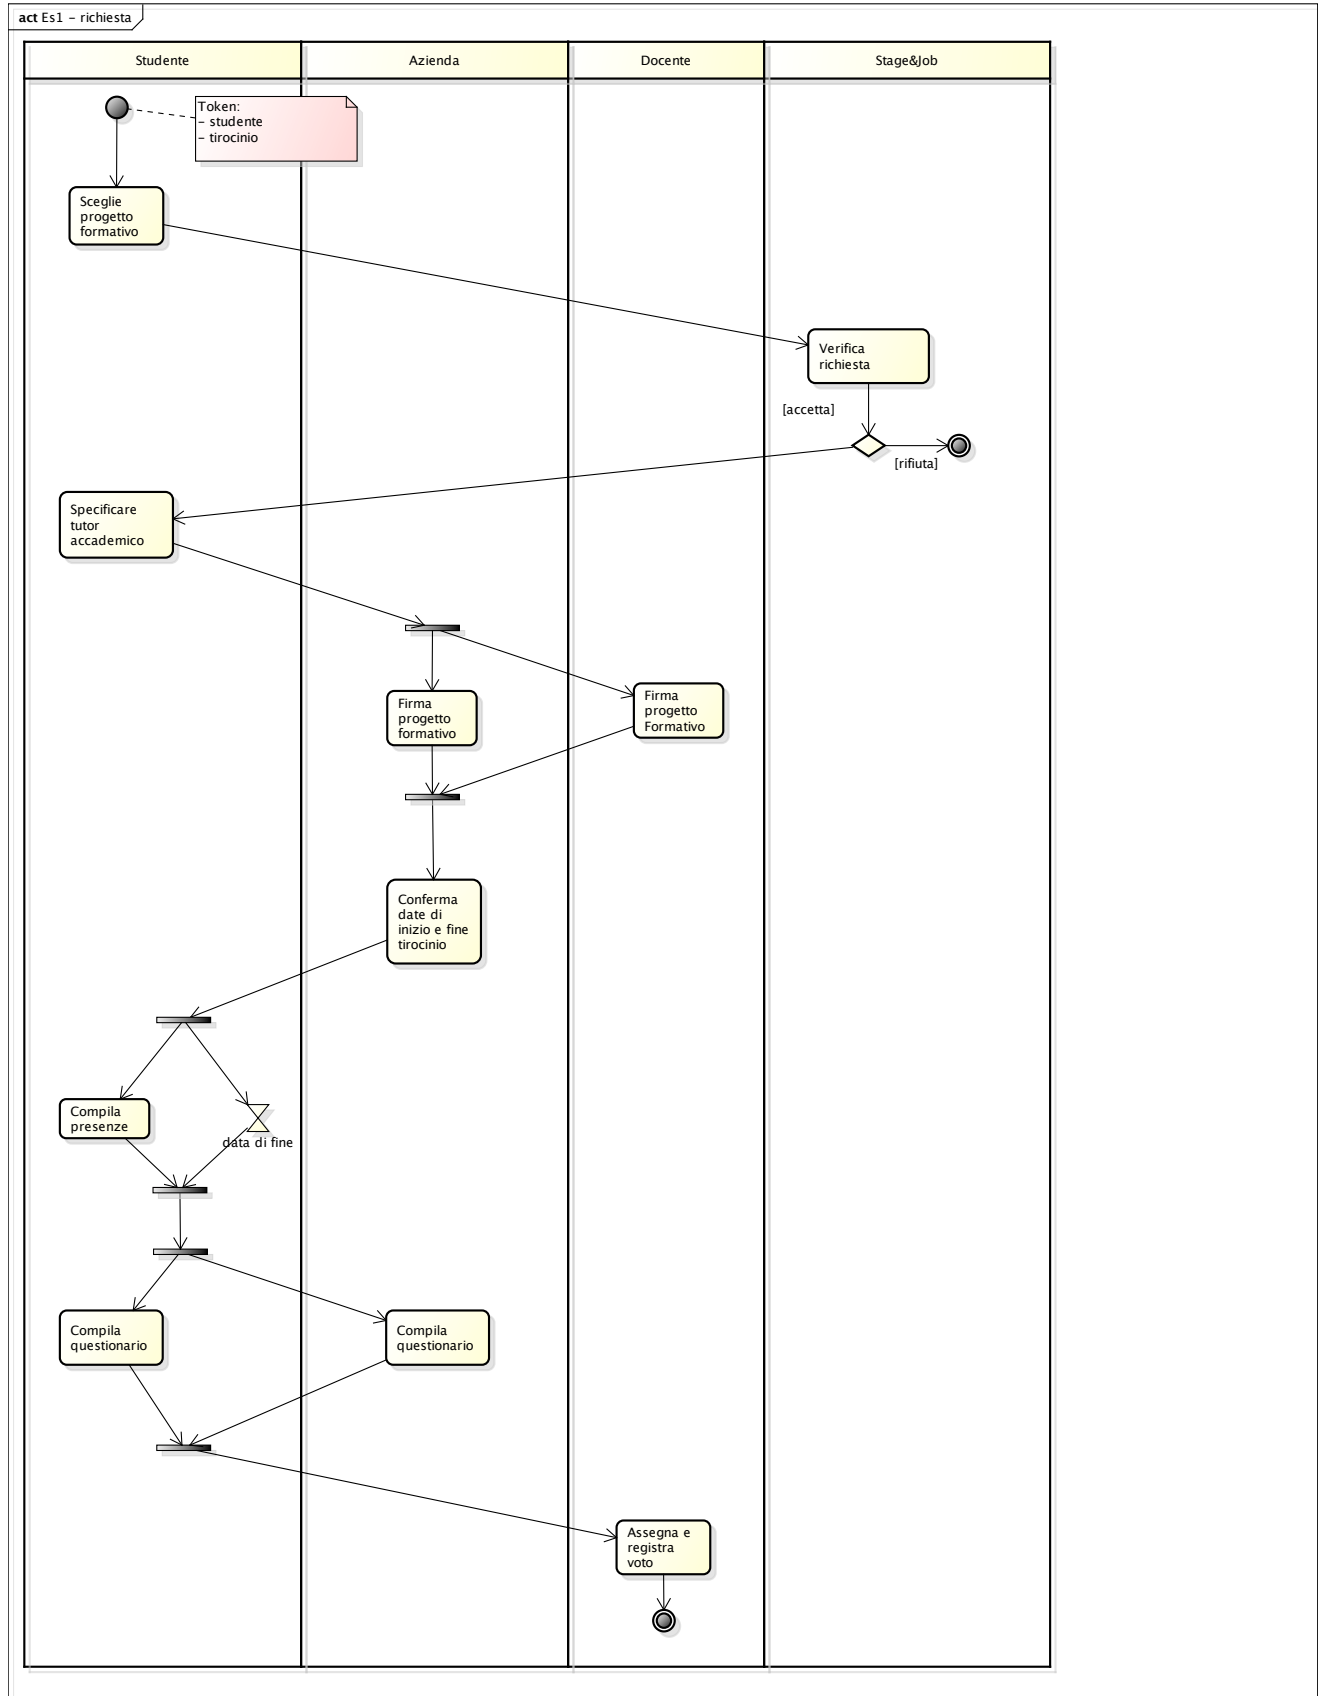 act Es1 - richiesta
Studente
Azienda
Docente
Stage&Job
Token:
- studente
- tirocinio
Sceglie
progetto
formativo
Verifica
richiesta
[accetta]
[rifiuta]
Specificare
tutor
accademico
Firma
progetto
formativo
Firma
progetto
Formativo
Conferma
date di
inizio e fine
tirocinio
Compila
presenze
data di fine
Compila
questionario
Compila
questionario
Assegna e
registra
voto